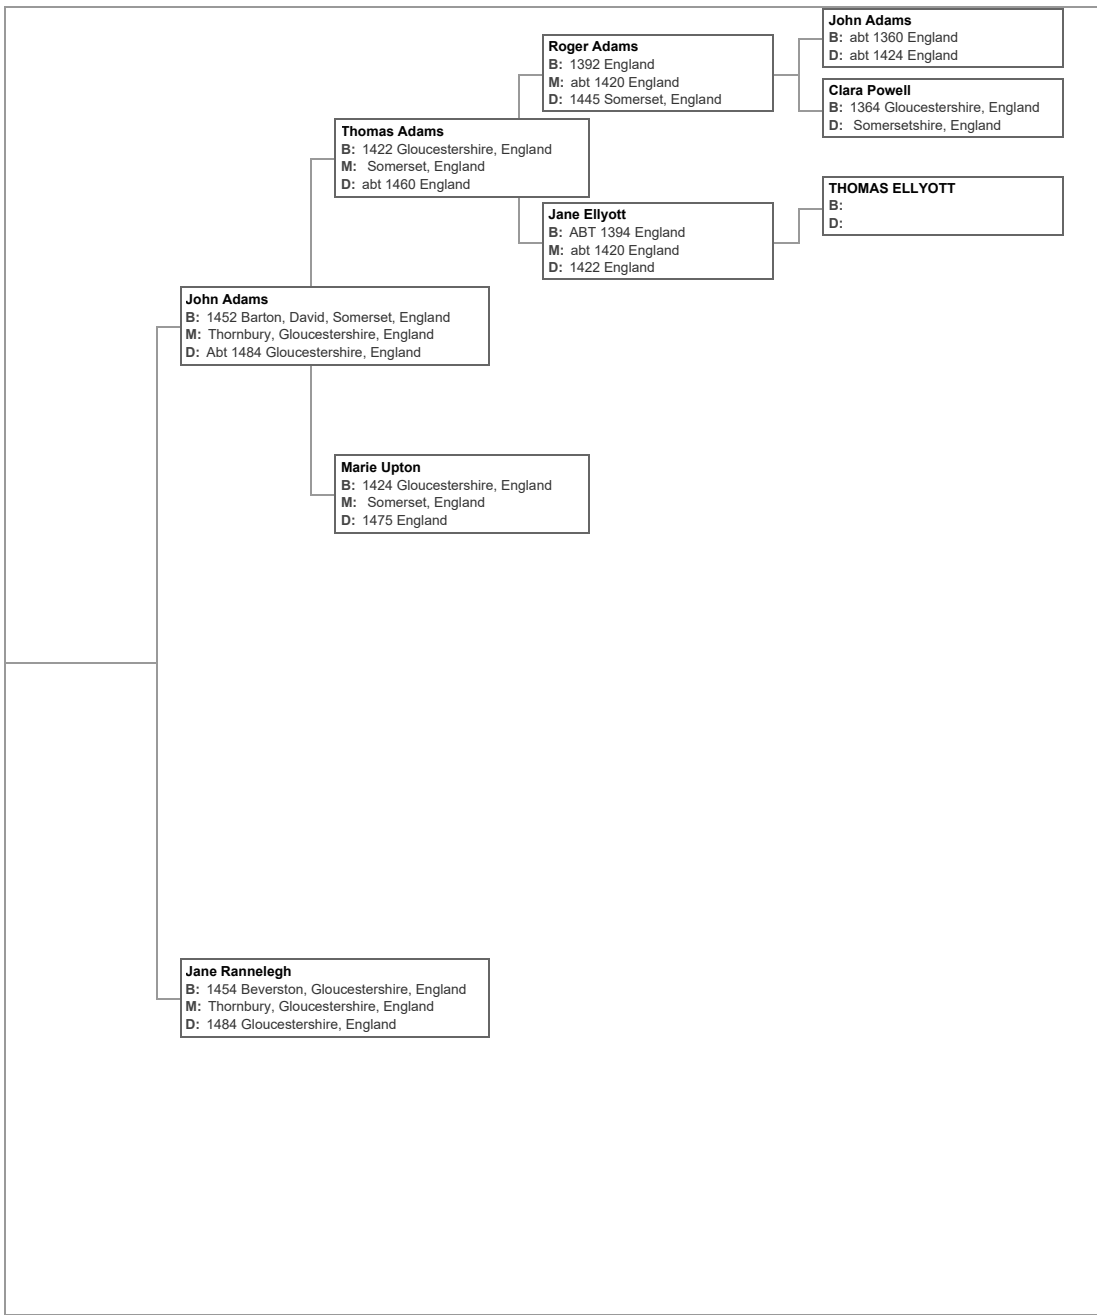 John Adams
B: abt 1360 England
D: abt 1424 England
Roger Adams
B: 1392 England
M: abt 1420 England
D: 1445 Somerset, England
Clara Powell
B: 1364 Gloucestershire, England
D: Somersetshire, England
Thomas Adams
B: 1422 Gloucestershire, England
M: Somerset, England
D: abt 1460 England
THOMAS ELLYOTT
B:
D:
Jane Ellyott
B: ABT 1394 England
M: abt 1420 England
D: 1422 England
John Adams
B: 1452 Barton, David, Somerset, England
M: Thornbury, Gloucestershire, England
D: Abt 1484 Gloucestershire, England
Marie Upton
B: 1424 Gloucestershire, England
M: Somerset, England
D: 1475 England
Jane Rannelegh
B: 1454 Beverston, Gloucestershire, England
M: Thornbury, Gloucestershire, England
D: 1484 Gloucestershire, England